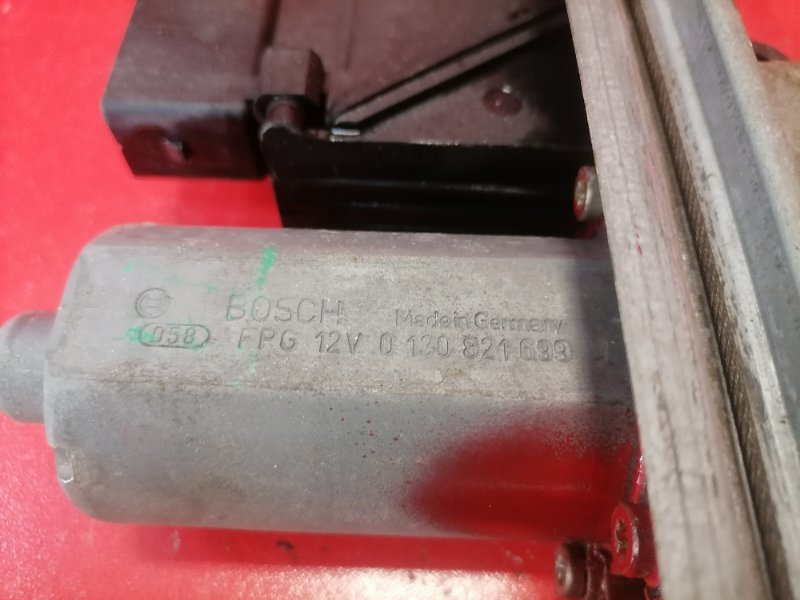 BOSCH Made in Germany
058 FPG 12V 0 130 821 699